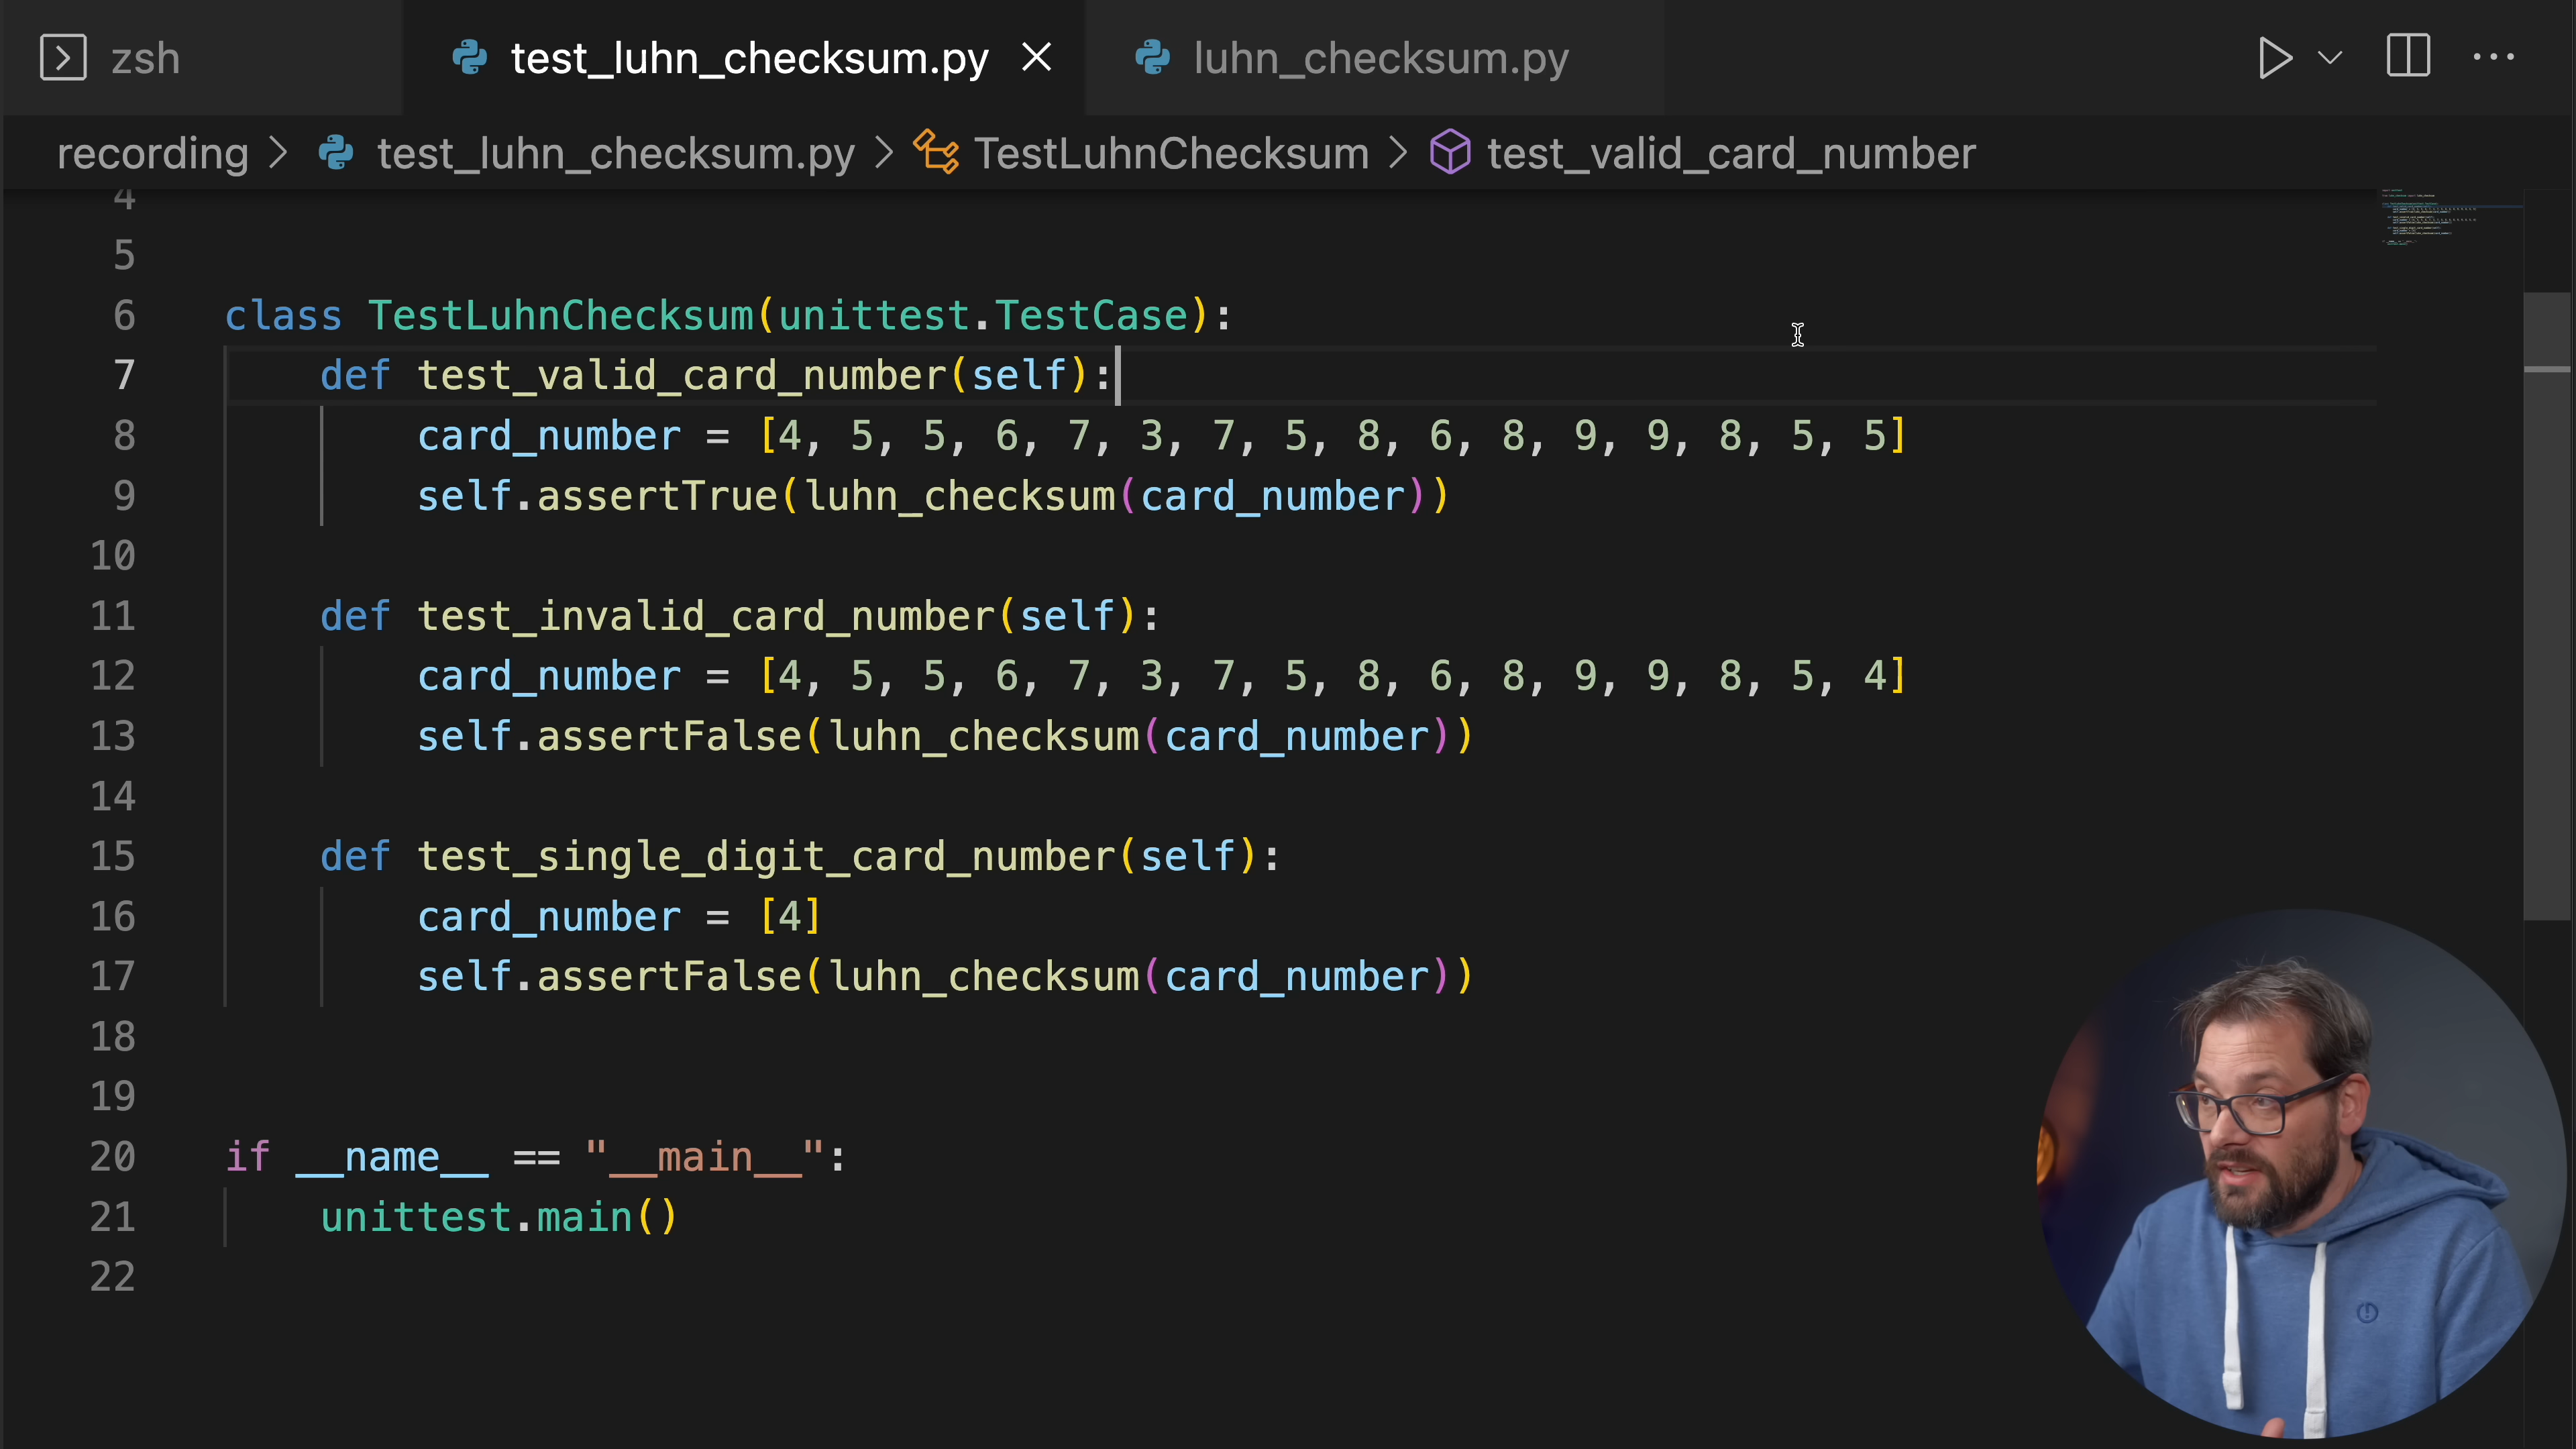 zsh
test_luhn_checksum.py
luhn_checksum.py
recording > test_luhn_checksum.py > TestLuhnChecksum > test_valid_card_number
4
5
6 class TestLuhnChecksum(unittest.TestCase):
7 def test_valid_card_number(self):
8 card_number = [4, 5, 5, 6, 7, 3, 7, 5, 8, 6, 8, 9, 9, 8, 5, 5]
9 self.assertTrue(luhn_checksum(card_number))
10
11 def test_invalid_card_number(self):
12 card_number = [4, 5, 5, 6, 7, 3, 7, 5, 8, 6, 8, 9, 9, 8, 5, 4]
13 self.assertFalse(luhn_checksum(card_number))
14
15 def test_single_digit_card_number(self):
16 card_number = [4]
17 self.assertFalse(luhn_checksum(card_number))
18
19
20 if __name__ == "__main__":
21 unittest.main()
22